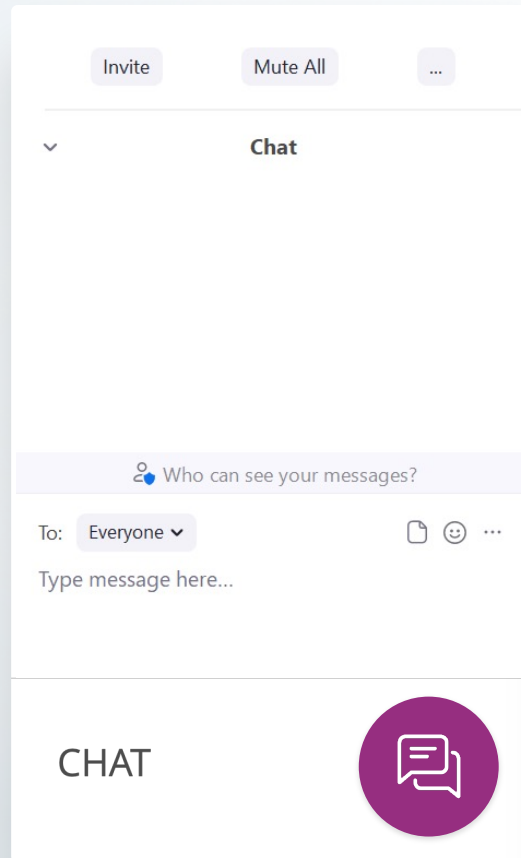 Invite Mute All ...
Chat
Who can see your messages?
To: Everyone
Type message here...
CHAT